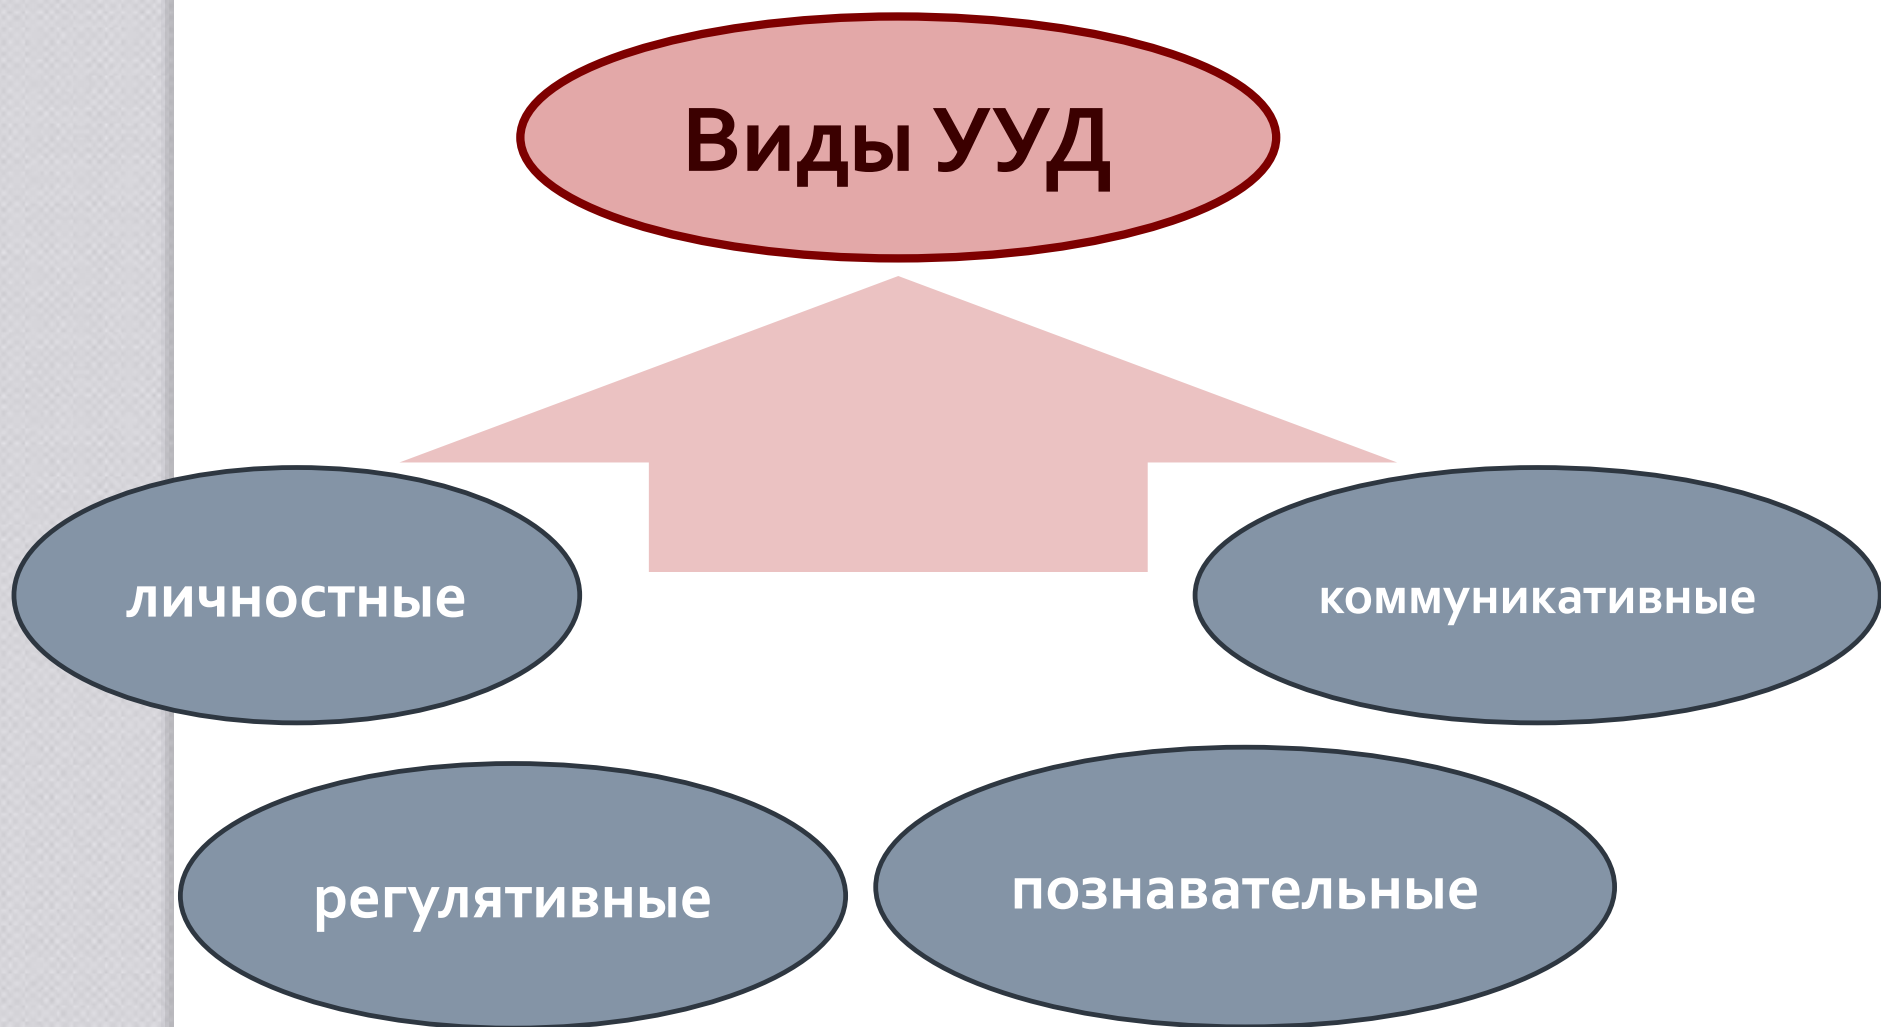 Виды УУД
личностные
коммуникативные
регулятивные
познавательные